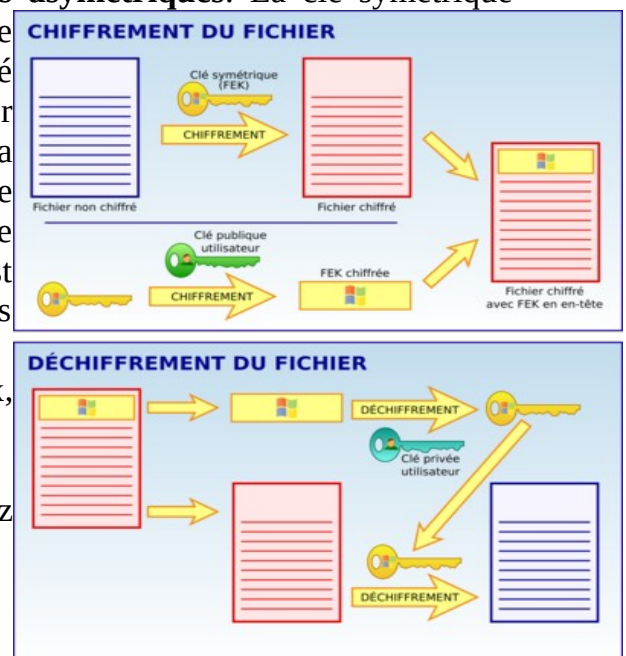 asymétriques. La clé symétrique
CHIFFREMENT DU FICHIER
Clé symétrique
(FEK)
CHIFFREMENT
Fichier non chiffré
Fichier chiffré
Clé publique
utilisateur
FEK chiffrée
CHIFFREMENT
Fichier chiffré
avec FEK en en-tête
DÉCHIFFREMENT DU FICHIER
DÉCHIFFREMENT
Clé privée
utilisateur
DÉCHIFFREMENT